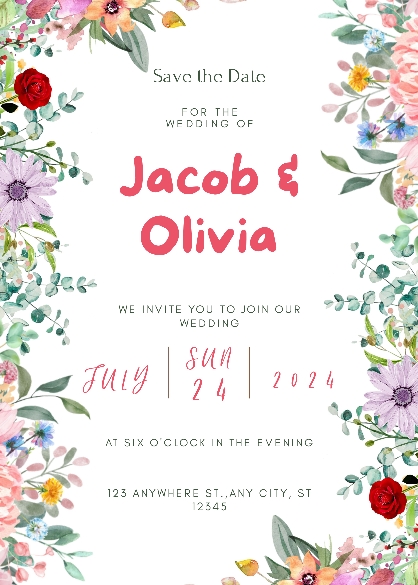 Save the Date
FOR THE
WEDDING OF
Jacob &
Olivia
WE INVITE YOU TO JOIN OUR
WEDDING
JULY
SUN
24
2024
AT SIX O'CLOCK IN THE EVENING
123 ANYWHERE ST.,ANY CITY, ST
12345